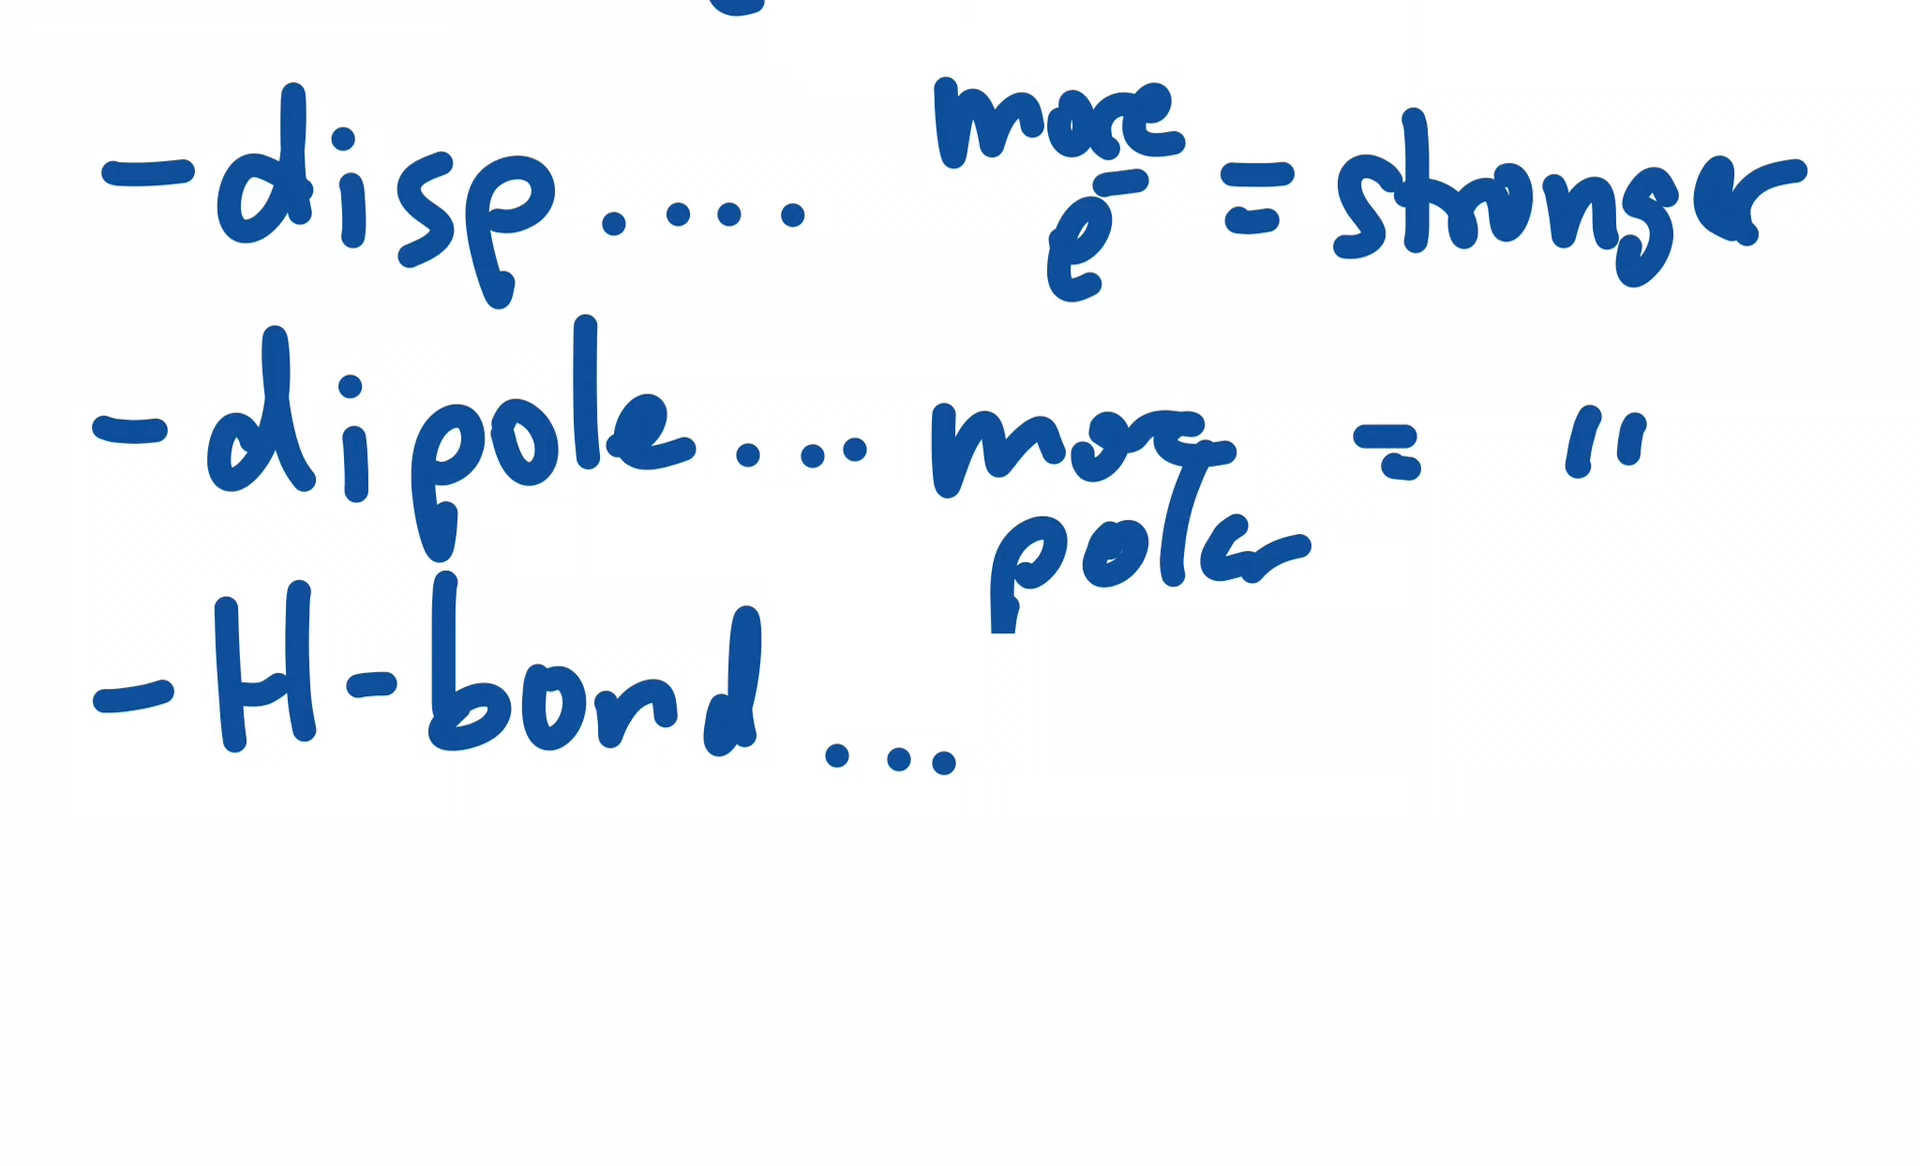 - disp .... more e⁻ = stronger
- dipole ... more polar = "
- H-bond ...